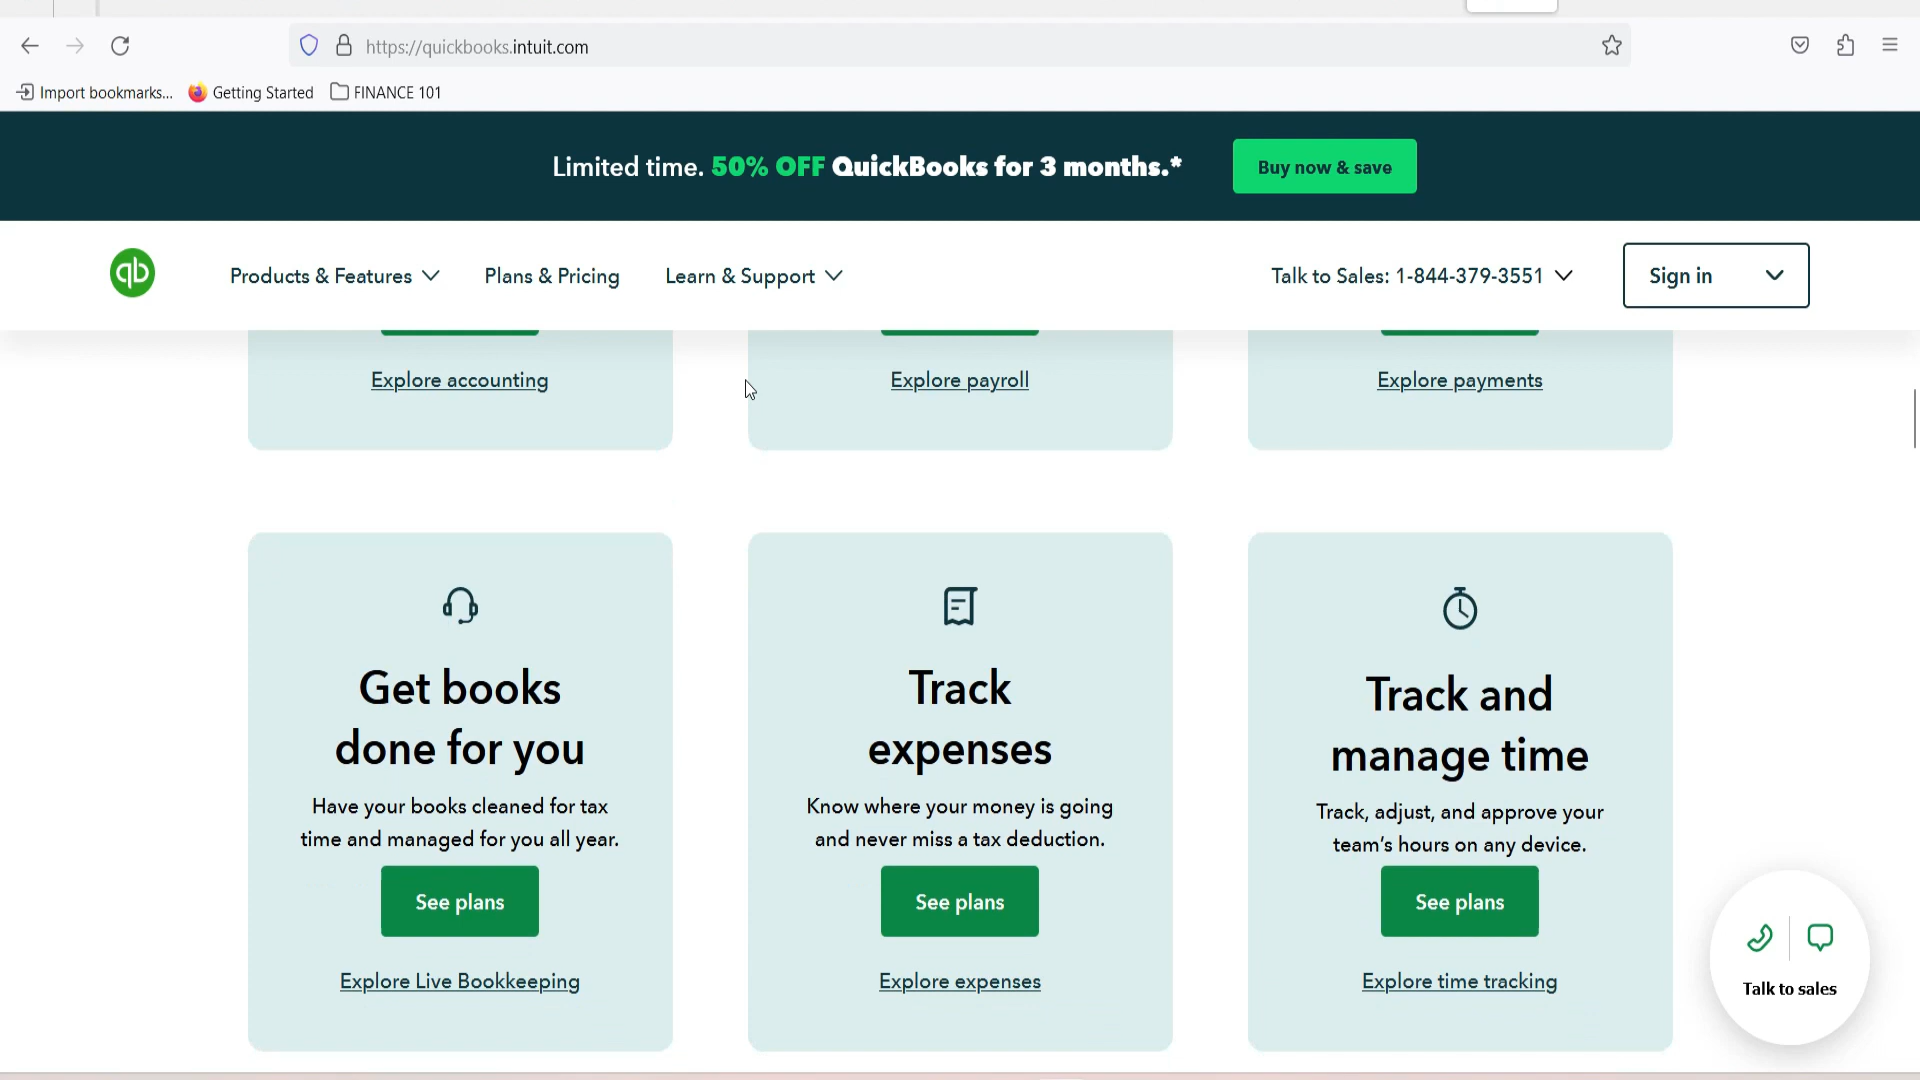 https://quickbooks.intuit.com
Import bookmarks... Getting Started FINANCE 101
Limited time. 50% OFF QuickBooks for 3 months.* Buy now & save
qb Products & Features Plans & Pricing Learn & Support Talk to Sales: 1-844-379-3551 Sign in
Explore accounting Explore payroll Explore payments
Get books
done for you
Have your books cleaned for tax
time and managed for you all year.
See plans
Explore Live Bookkeeping
Track
expenses
Know where your money is going
and never miss a tax deduction.
See plans
Explore expenses
Track and
manage time
Track, adjust, and approve your
team's hours on any device.
See plans
Explore time tracking
Talk to sales